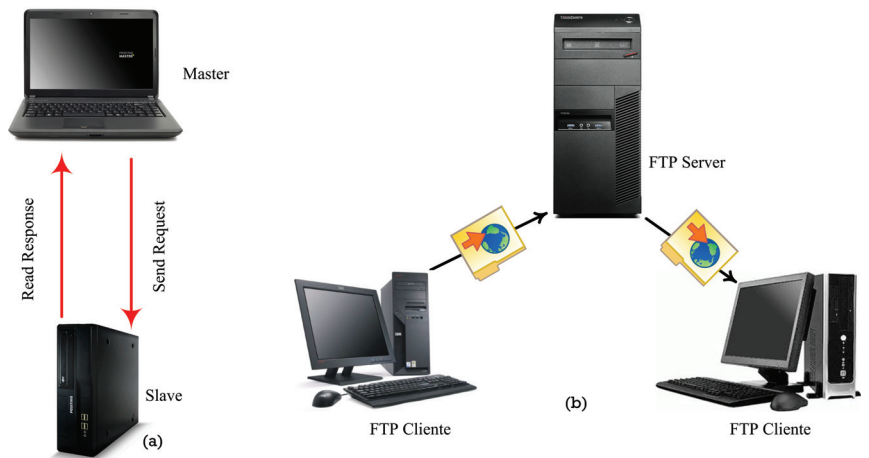 Master
Read Response
Send Request
Slave
(a)
FTP Server
FTP Cliente
(b)
FTP Cliente